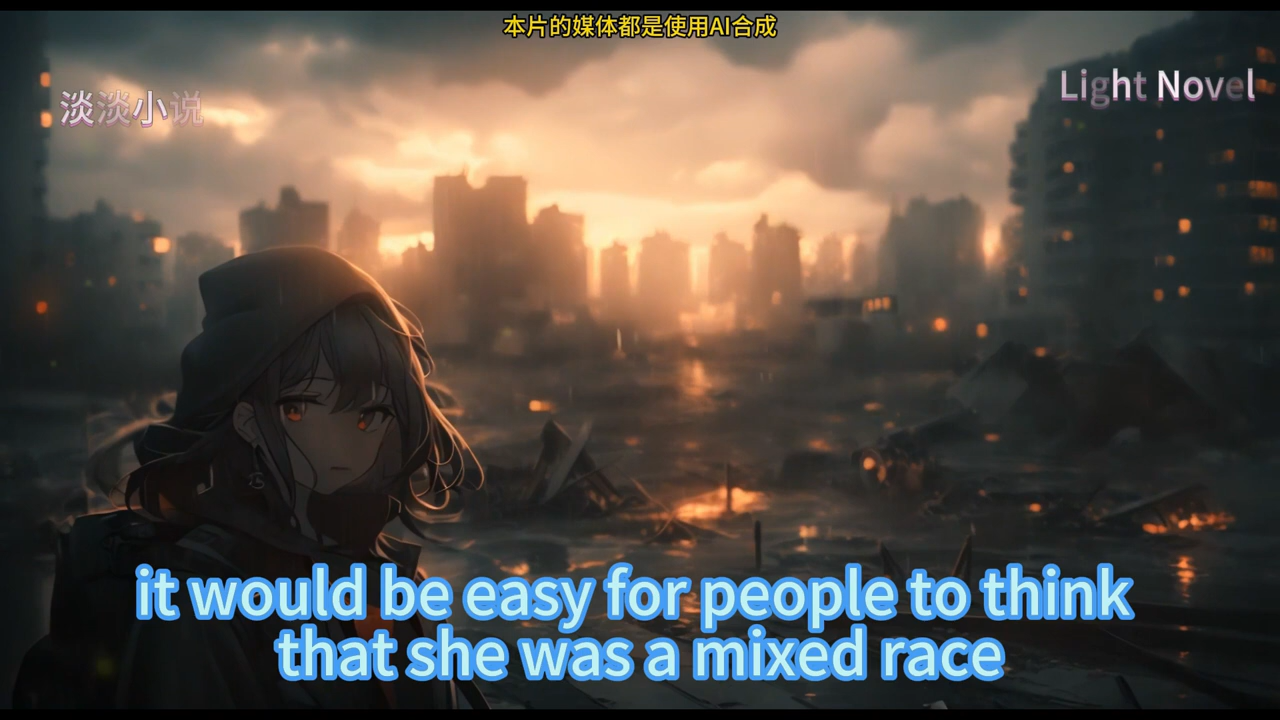 本片的媒体都是使用AI合成
淡淡小说
Light Novel
it would be easy for people to think
that she was a mixed race